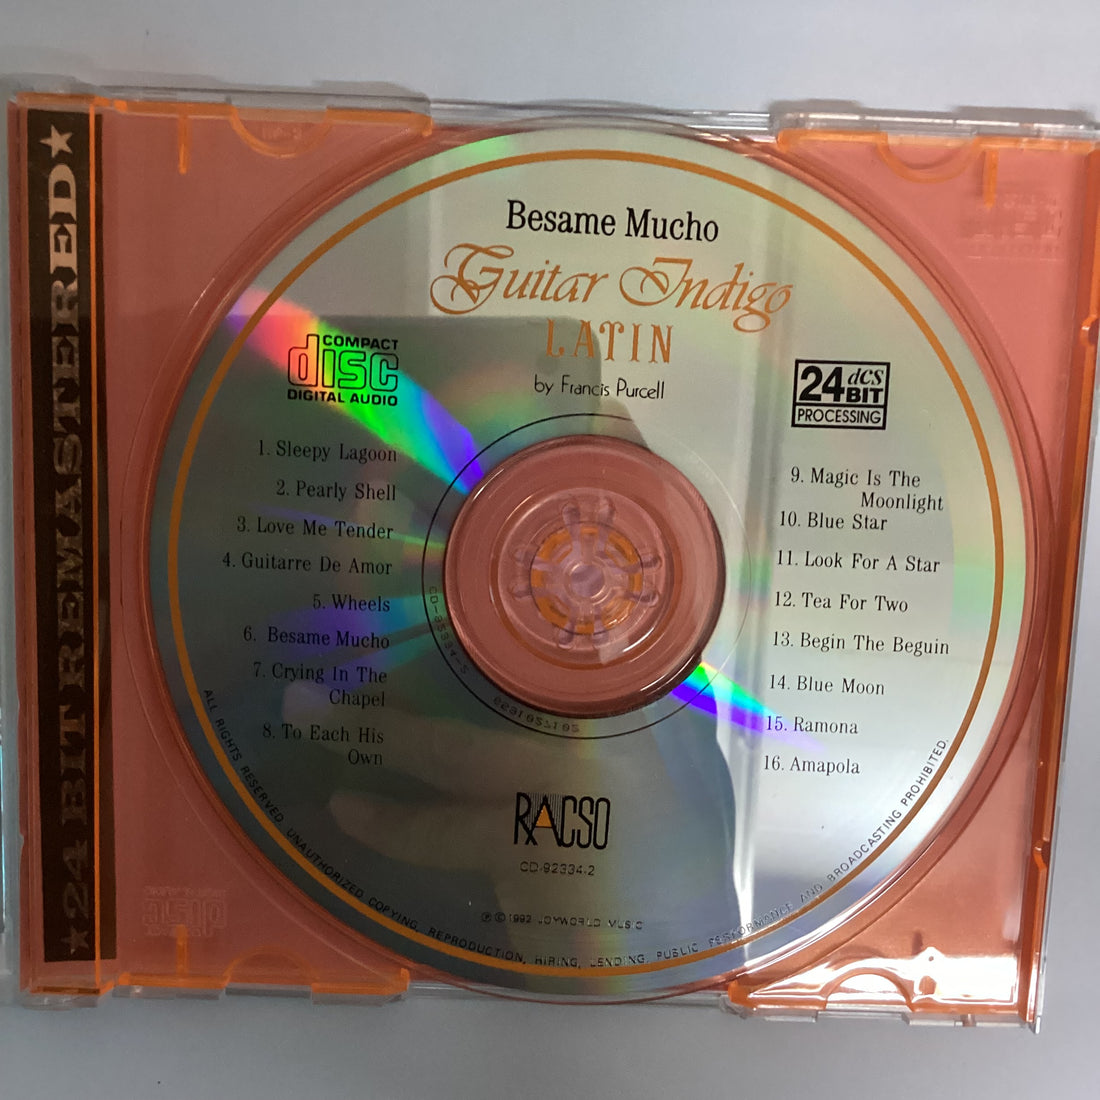 ★24 BIT REMASTERED★
Besame Mucho
Guitar Indigo
LATIN
by Francis Purcell
COMPACT
disc
DIGITAL AUDIO
24 dCS
BIT
PROCESSING
1. Sleepy Lagoon
2. Pearly Shell
3. Love Me Tender
4. Guitarre De Amor
5. Wheels
6. Besame Mucho
7. Crying In The
Chapel
8. To Each His
Own
9. Magic Is The
Moonlight
10. Blue Star
11. Look For A Star
12. Tea For Two
13. Begin The Beguin
14. Blue Moon
15. Ramona
16. Amapola
RACSO
CD-92334-2
℗ © 1992 JOYWORLD MUSIC
ALL RIGHTS RESERVED. UNAUTHORIZED COPYING, REPRODUCTION, HIRING, LENDING, PUBLIC PERFORMANCE AND BROADCASTING PROHIBITED.